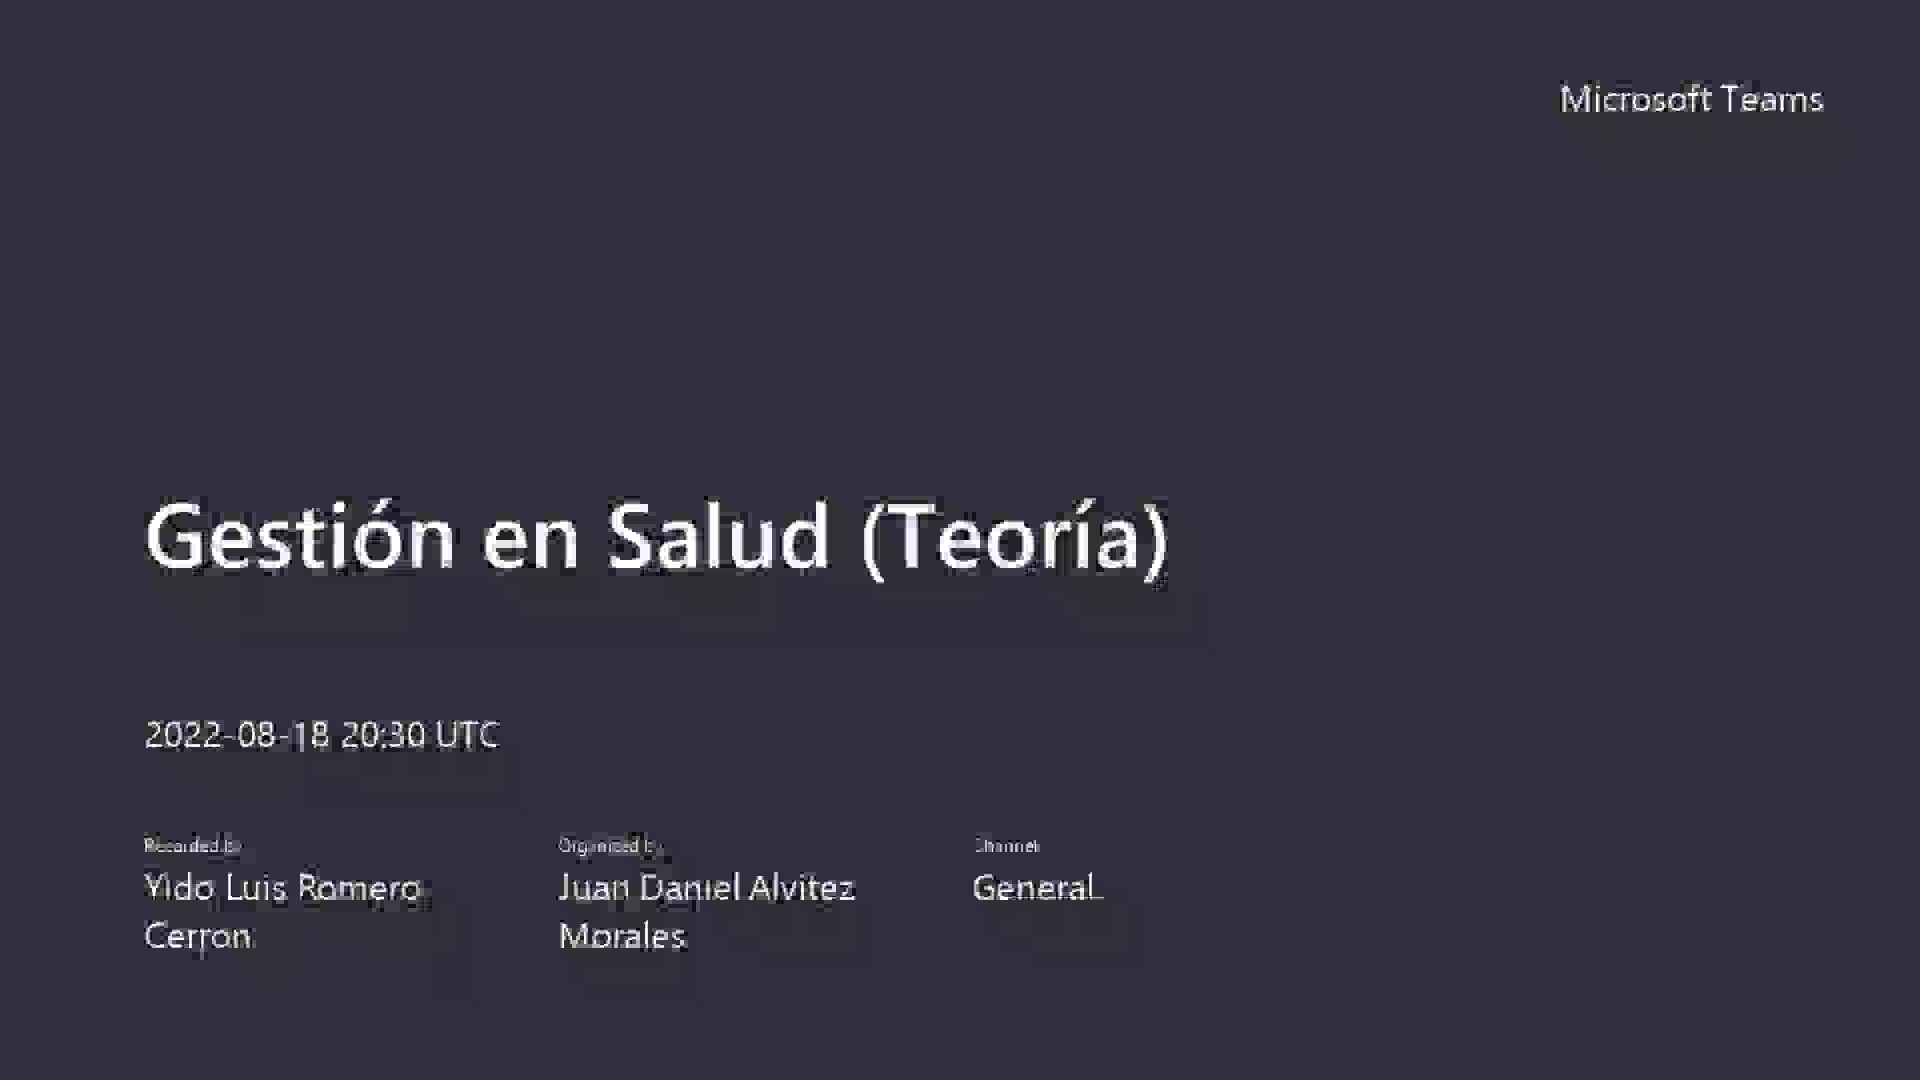 Microsoft Teams
Gestión en Salud (Teoría)
2022-08-18 20:30 UTC
Recorded by
Organized by
Channel
Yido Luis Romero
Juan Daniel Alvitez
General
Cerron
Morales